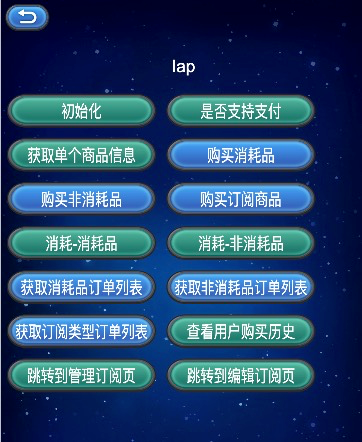 Iap
初始化
是否支持支付
获取单个商品信息
购买消耗品
购买非消耗品
购买订阅商品
消耗-消耗品
消耗-非消耗品
获取消耗品订单列表
获取非消耗品订单列表
获取订阅类型订单列表
查看用户购买历史
跳转到管理订阅页
跳转到编辑订阅页